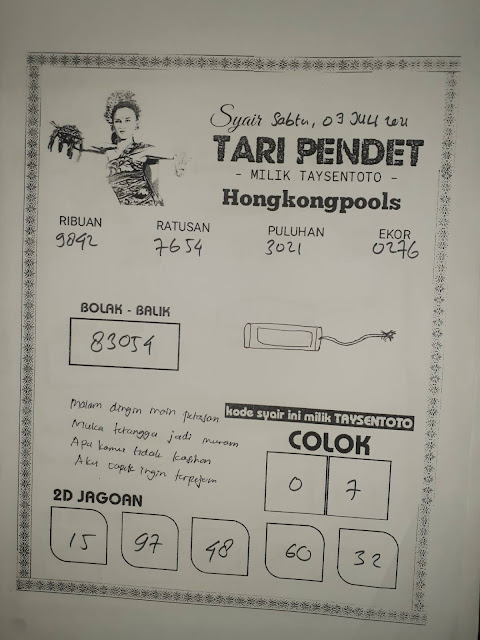 Syair Sabtu, 03 JULI 2021
TARI PENDET
- MILIK TAYSENTOTO -
Hongkongpools
RIBUAN RATUSAN PULUHAN EKOR
9842 7654 3021 0276
BOLAK - BALIK
83054
Malam dingin main petasan
Muka tetangga jadi muram
Apa kamu tidak kasihan
Aku capek ingin terpejam
kode syair ini milik TAYSENTOTO
COLOK
0 7
2D JAGOAN
15 97 48 60 32